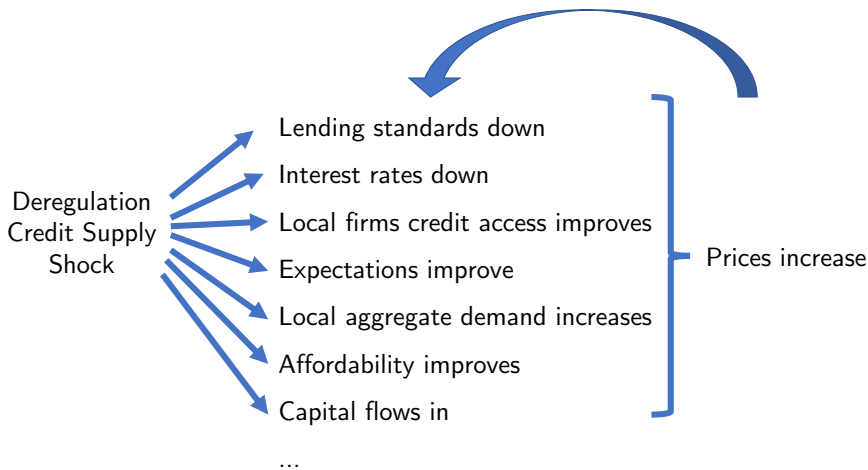 Lending standards down
Interest rates down
Deregulation
Credit Supply
Shock
Local firms credit access improves
Expectations improve
Local aggregate demand increases
Affordability improves
Capital flows in
...
Prices increase